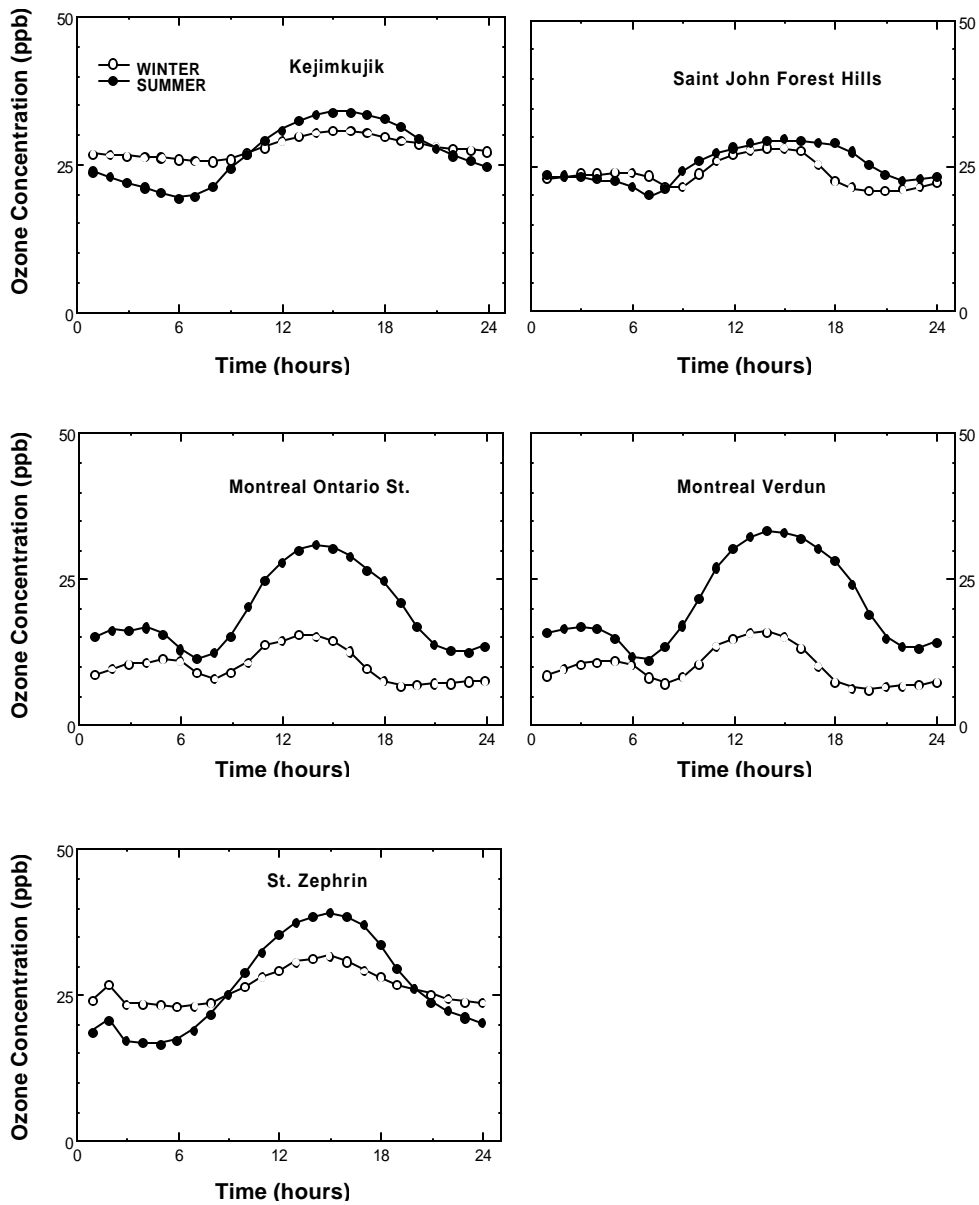 50
50
WINTER
SUMMER
Kejimkujik
Saint John Forest Hills
Ozone Concentration (ppb)
25
25
0
0
0 6 12 18 24
0 6 12 18 24
Time (hours)
Time (hours)
50
50
Montreal Ontario St.
Montreal Verdun
Ozone Concentration (ppb)
25
25
0
0
0 6 12 18 24
0 6 12 18 24
Time (hours)
Time (hours)
50
St. Zephrin
Ozone Concentration (ppb)
25
0
0 6 12 18 24
Time (hours)